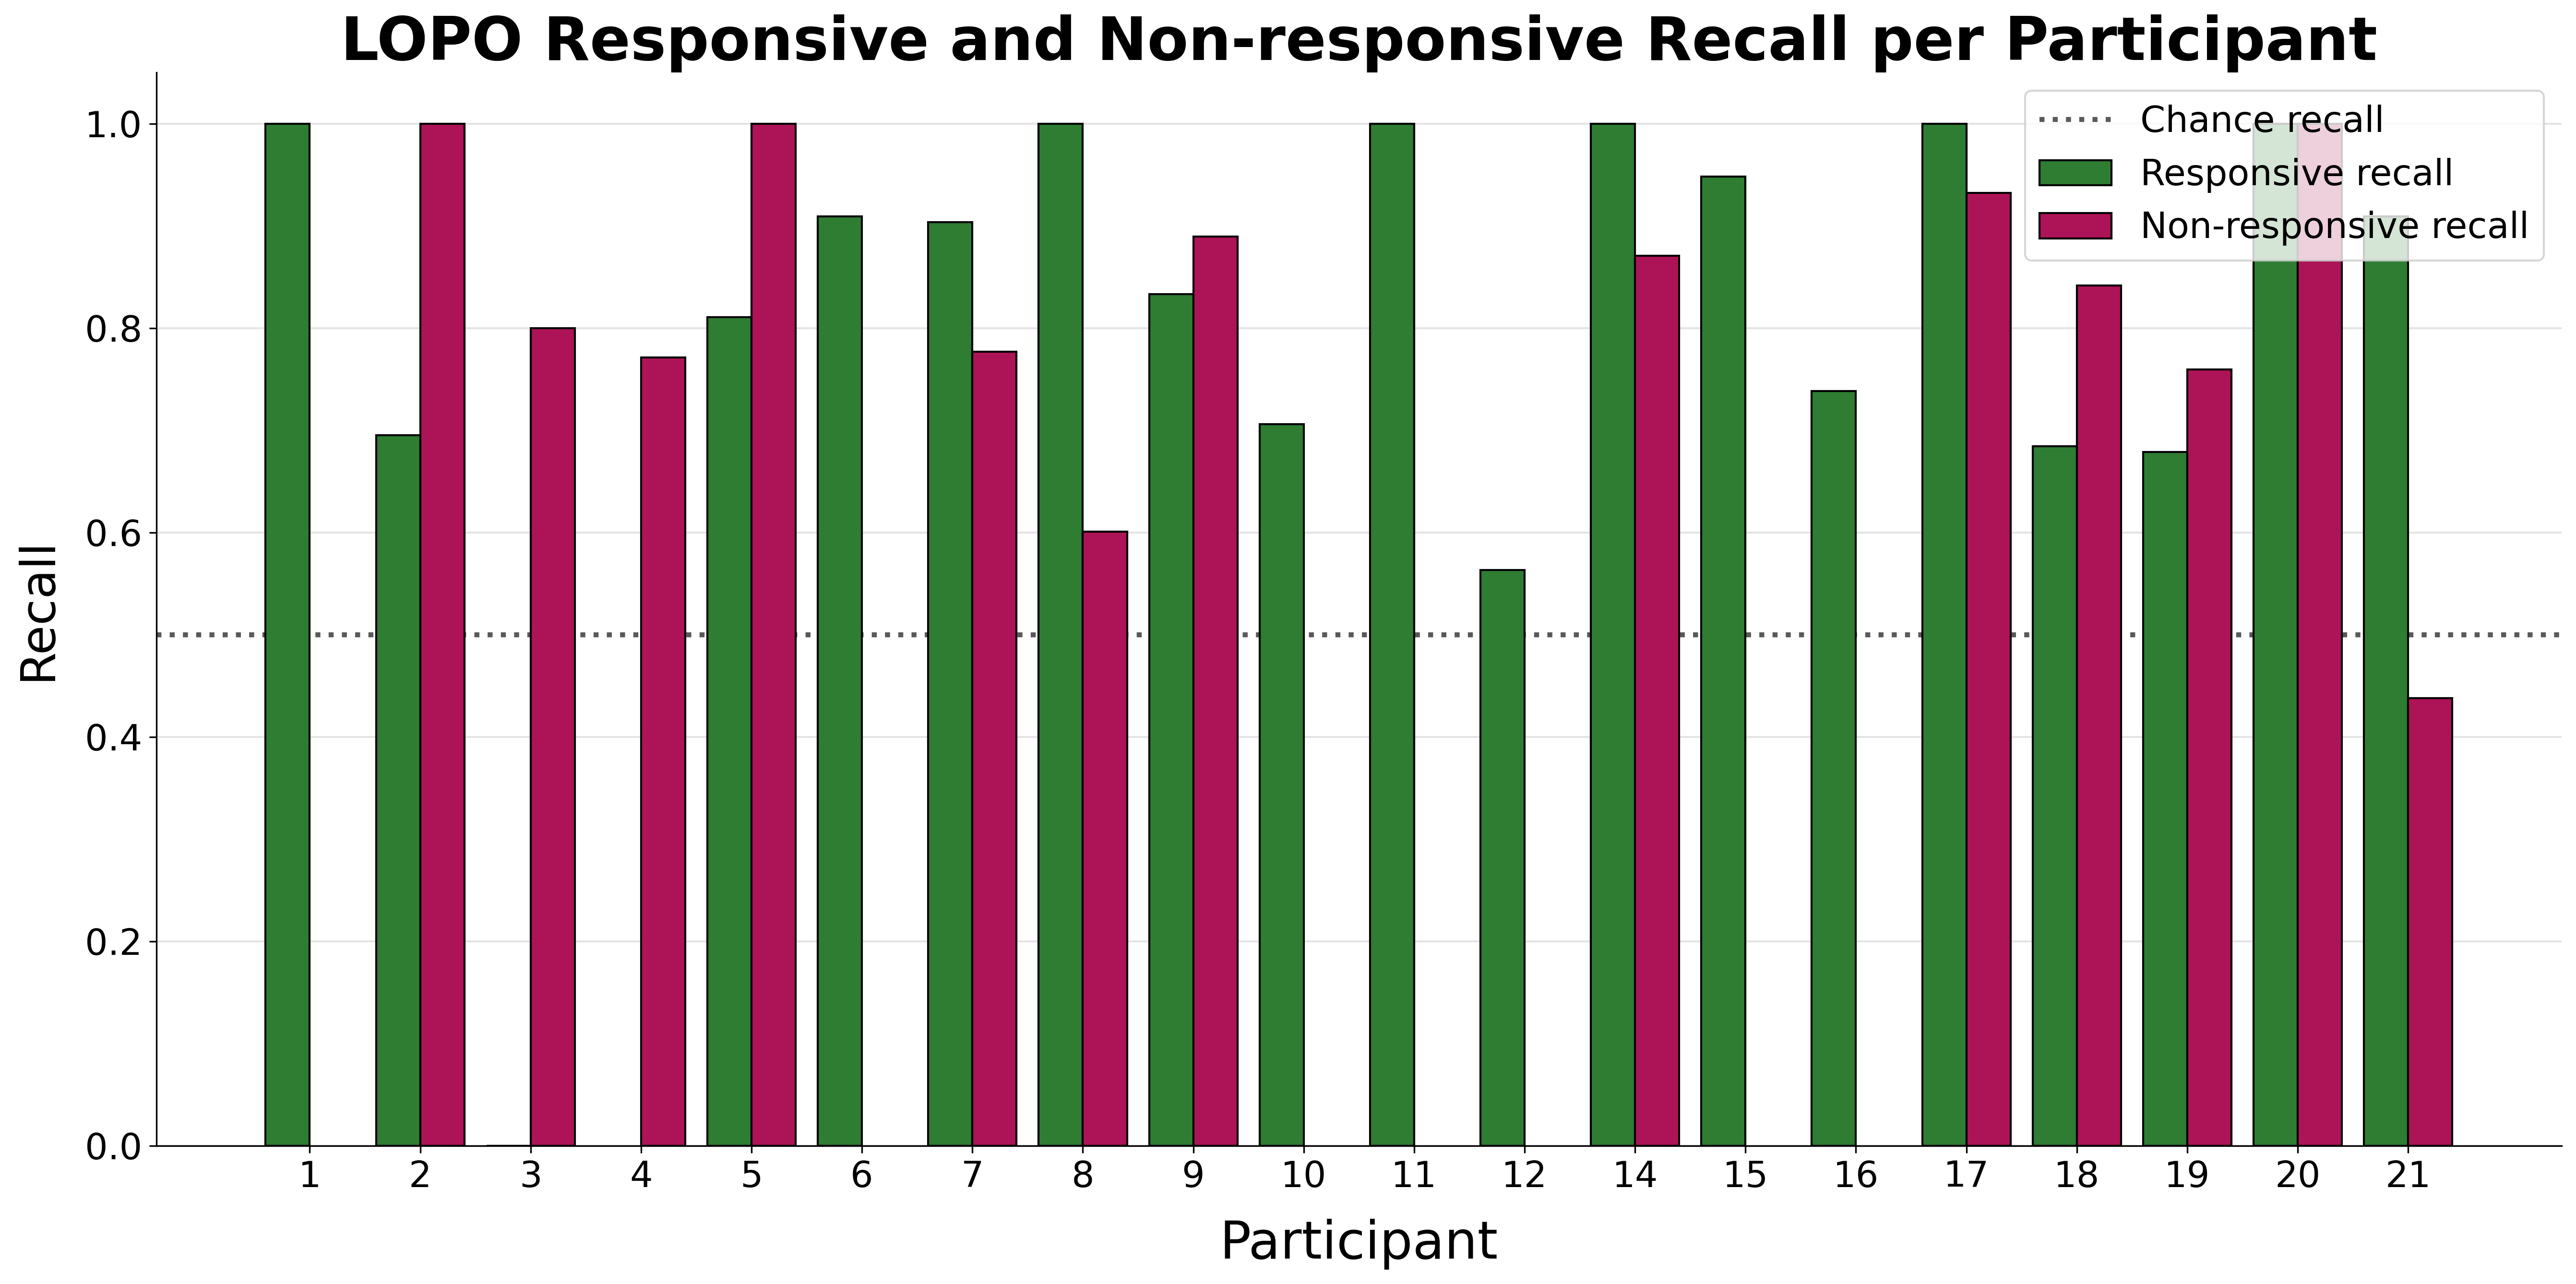 LOPO Responsive and Non-responsive Recall per Participant
Chance recall
Responsive recall
Non-responsive recall
1.0
0.8
0.6
0.4
0.2
0.0
Recall
1 2 3 4 5 6 7 8 9 10 11 12 14 15 16 17 18 19 20 21
Participant